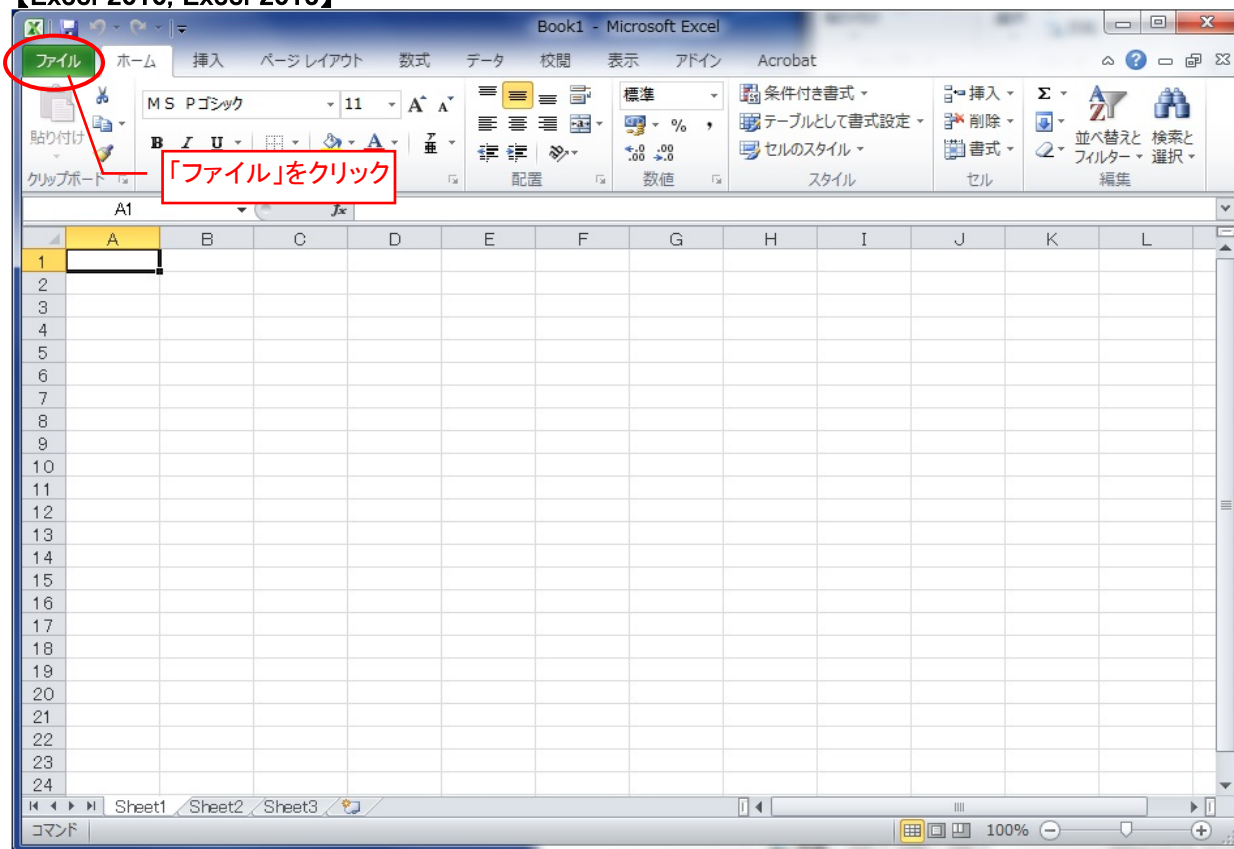 Book1 - Microsoft Excel
ファイル ホーム 挿入 ページ レイアウト 数式 データ 校閲 表示 アドイン Acrobat
ＭＳ Ｐゴシック 11 標準 条件付き書式 挿入 Σ
貼り付け B I U A 亜 % , テーブルとして書式設定 削除 並べ替えと 検索と
セルのスタイル 書式 フィルター 選択
クリップボード 配置 数値 スタイル セル 編集
「ファイル」をクリック
A1 fx
A B C D E F G H I J K L
1
2
3
4
5
6
7
8
9
10
11
12
13
14
15
16
17
18
19
20
21
22
23
24
Sheet1 Sheet2 Sheet3
コマンド 100%